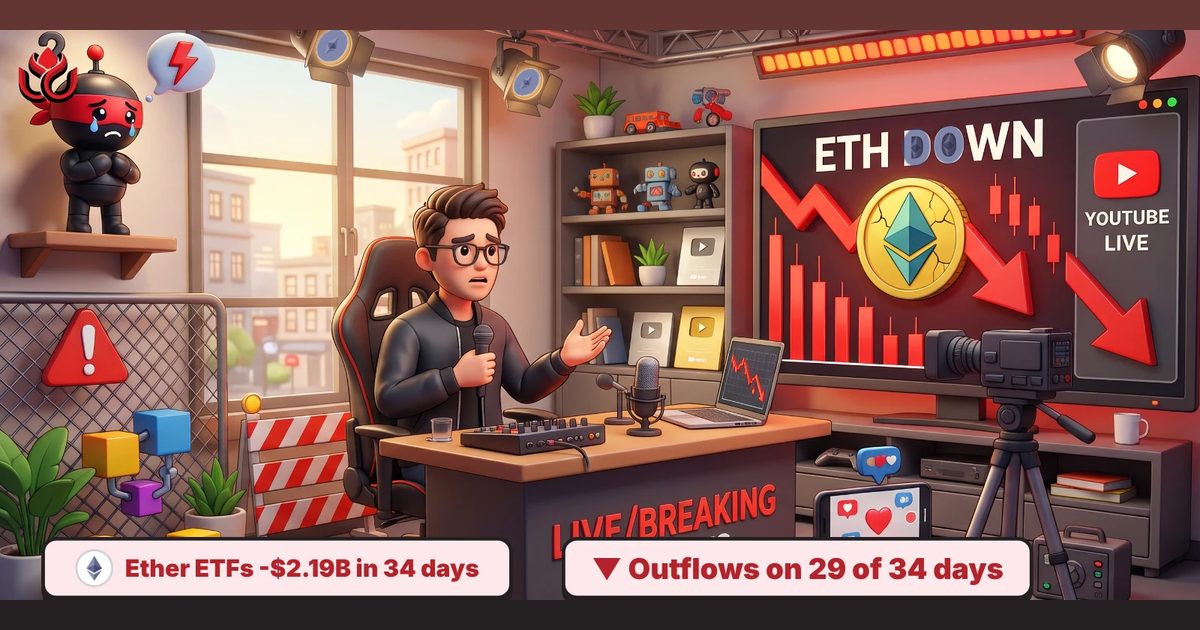 ETH DOWN
YOUTUBE
LIVE
LIVE/BREAKING
Ether ETFs -$2.19B in 34 days
▼ Outflows on 29 of 34 days